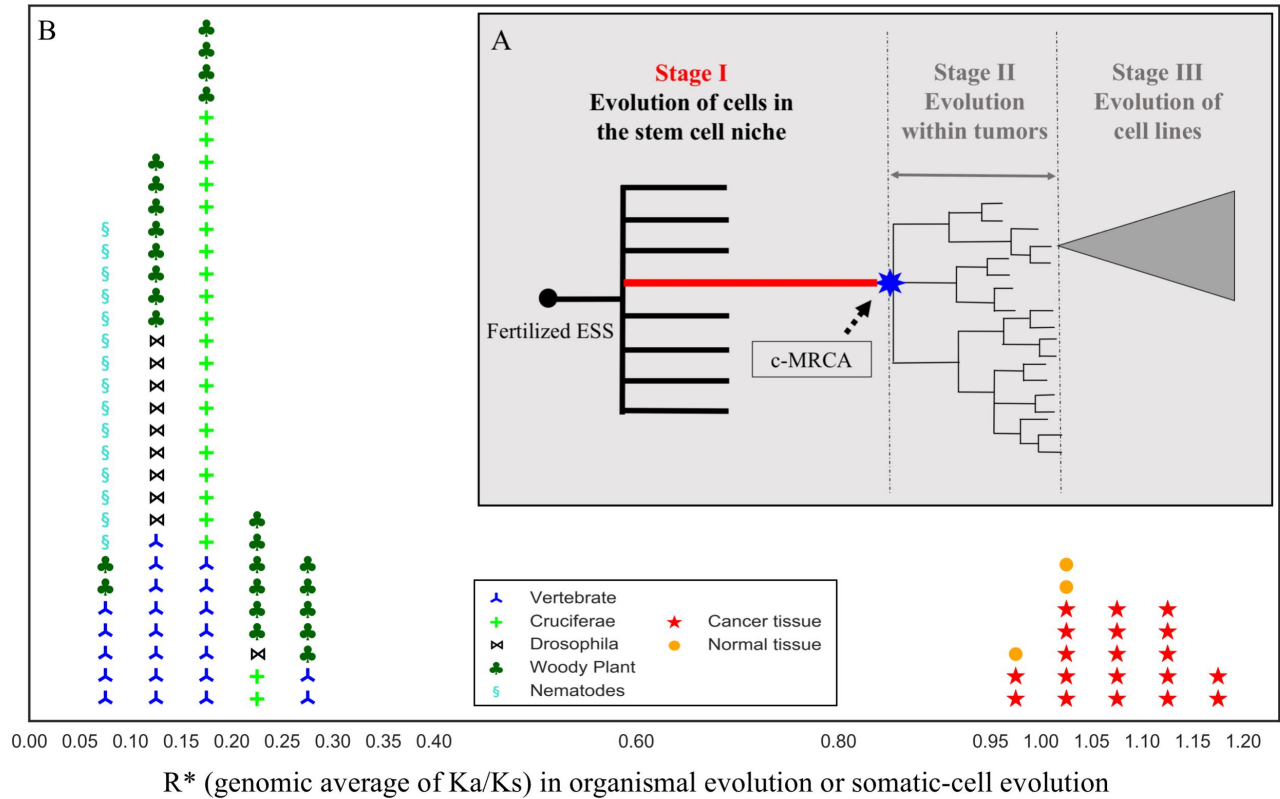 B
A
Stage I
Evolution of cells in
the stem cell niche
Stage II
Evolution
within tumors
Stage III
Evolution of
cell lines
Fertilized ESS
c-MRCA
Vertebrate
Cruciferae
Drosophila
Woody Plant
Nematodes
Cancer tissue
Normal tissue
0.00 0.05 0.10 0.15 0.20 0.25 0.30 0.35 0.40 0.60 0.80 0.95 1.00 1.05 1.10 1.15 1.20
R* (genomic average of Ka/Ks) in organismal evolution or somatic-cell evolution